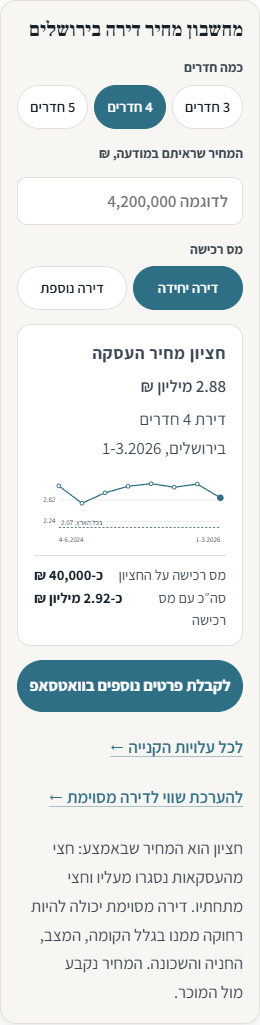 מחשבון מחיר דירה בירושלים
כמה חדרים
3 חדרים
4 חדרים
5 חדרים
המחיר שראיתם במודעה, ₪
לדוגמה 4,200,000
מס רכישה
דירה יחידה
דירה נוספת
חציון מחיר העסקה
2.88 מיליון ₪
דירת 4 חדרים
בירושלים, 1-3.2026
2.82
2.24
בכל הארץ, 2.07
4-6.2024
1-3.2026
מס רכישה על החציון
כ-40,000 ₪
סה״כ עם מס
רכישה
כ-2.92 מיליון ₪
לקבלת פרטים נוספים בוואטסאפ
לכל עלויות הקנייה ←
להערכת שווי לדירה מסוימת ←
חציון הוא המחיר שבאמצע: חצי
מהעסקאות נסגרו מעליו וחצי
מתחתיו. דירה מסוימת יכולה להיות
רחוקה ממנו בגלל הקומה, המצב,
החניה והשכונה. המחיר נקבע
מול המוכר.